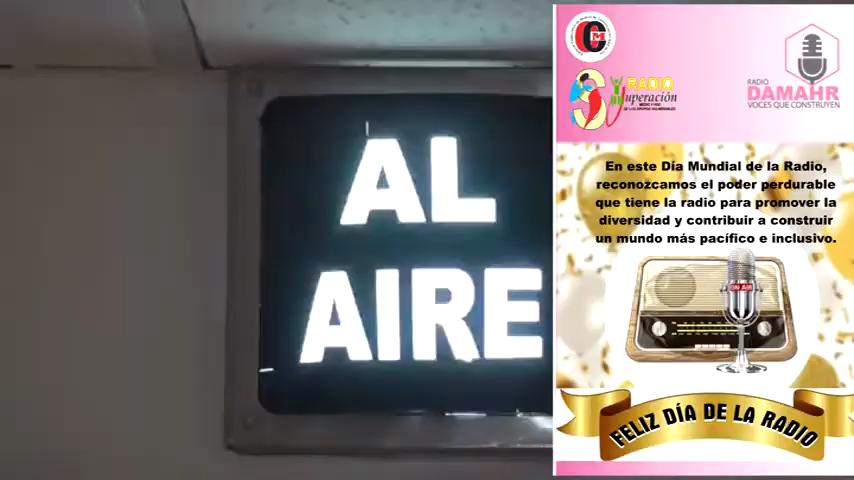 AL
AIRE
CM
RADIO
Superación
RADIO
DAMAHR
VOCES QUE CONSTRUYEN
En este Día Mundial de la Radio,
reconozcamos el poder perdurable
que tiene la radio para promover la
diversidad y contribuir a construir
un mundo más pacífico e inclusivo.
ON AIR
FELIZ DÍA DE LA RADIO